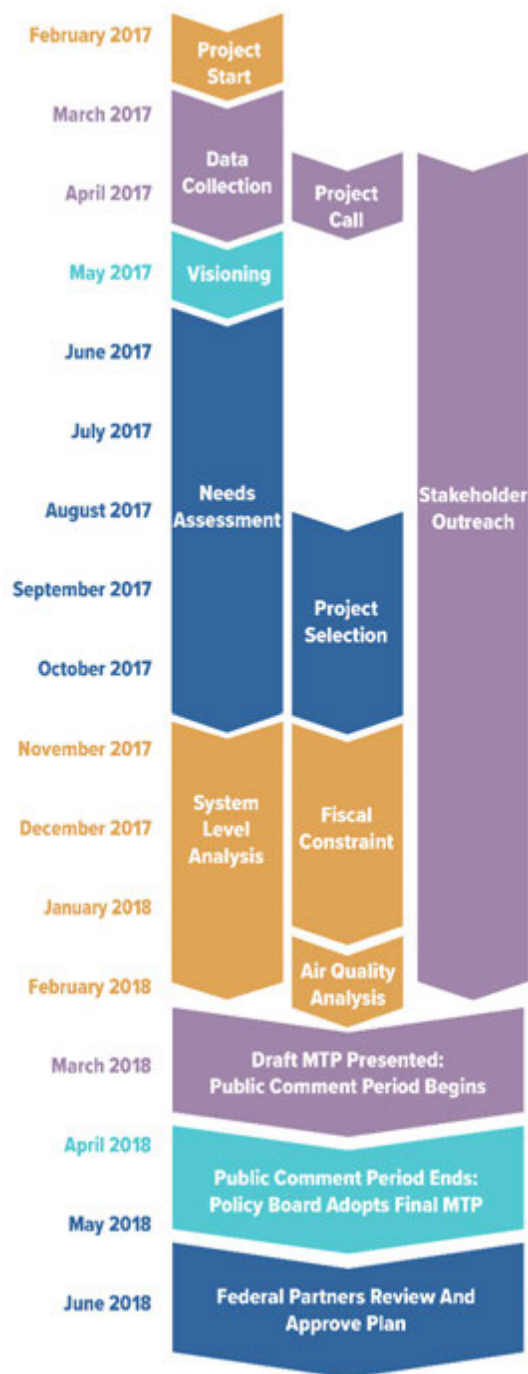 February 2017
Project
Start
March 2017
Data
Collection
April 2017
Project
Call
May 2017
Visioning
June 2017
July 2017
August 2017
Needs
Assessment
Stakeholder
Outreach
September 2017
Project
Selection
October 2017
November 2017
December 2017
System
Level
Analysis
Fiscal
Constraint
January 2018
February 2018
Air Quality
Analysis
March 2018
Draft MTP Presented:
Public Comment Period Begins
April 2018
Public Comment Period Ends:
Policy Board Adopts Final MTP
May 2018
June 2018
Federal Partners Review And
Approve Plan